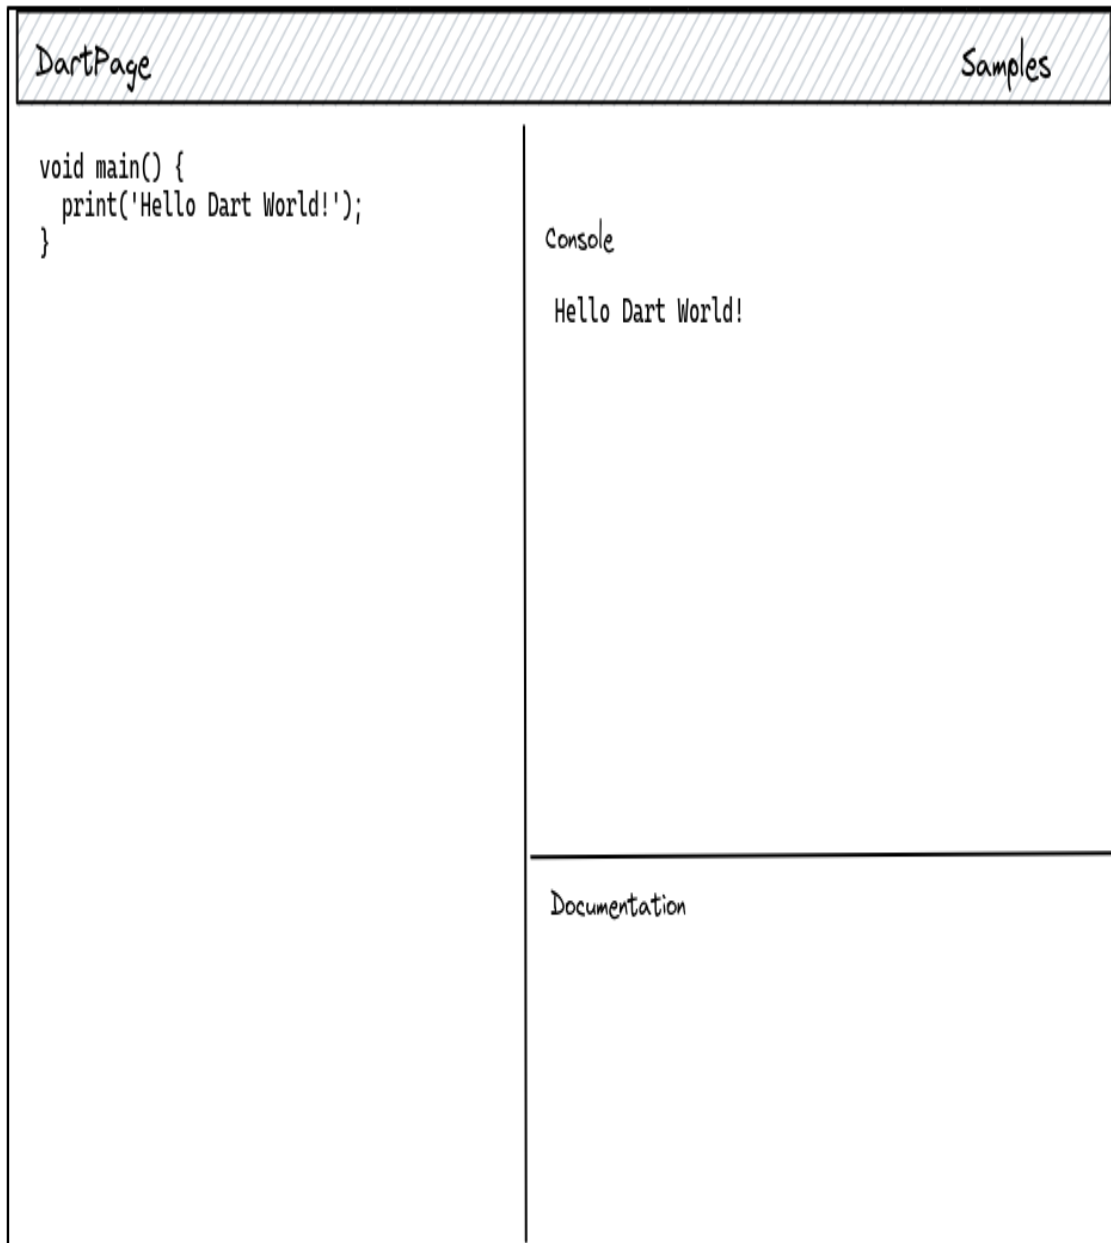 DartPage
Samples
void main() {
  print('Hello Dart World!');
}
Console
Hello Dart World!
Documentation